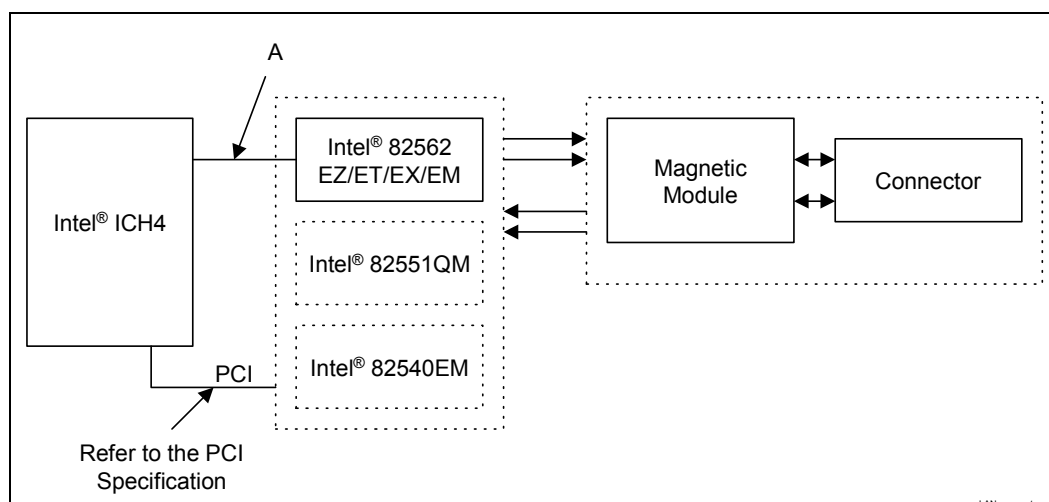 A
Intel® ICH4
Intel® 82562
EZ/ET/EX/EM
Intel® 82551QM
Intel® 82540EM
Magnetic
Module
Connector
PCI
Refer to the PCI
Specification